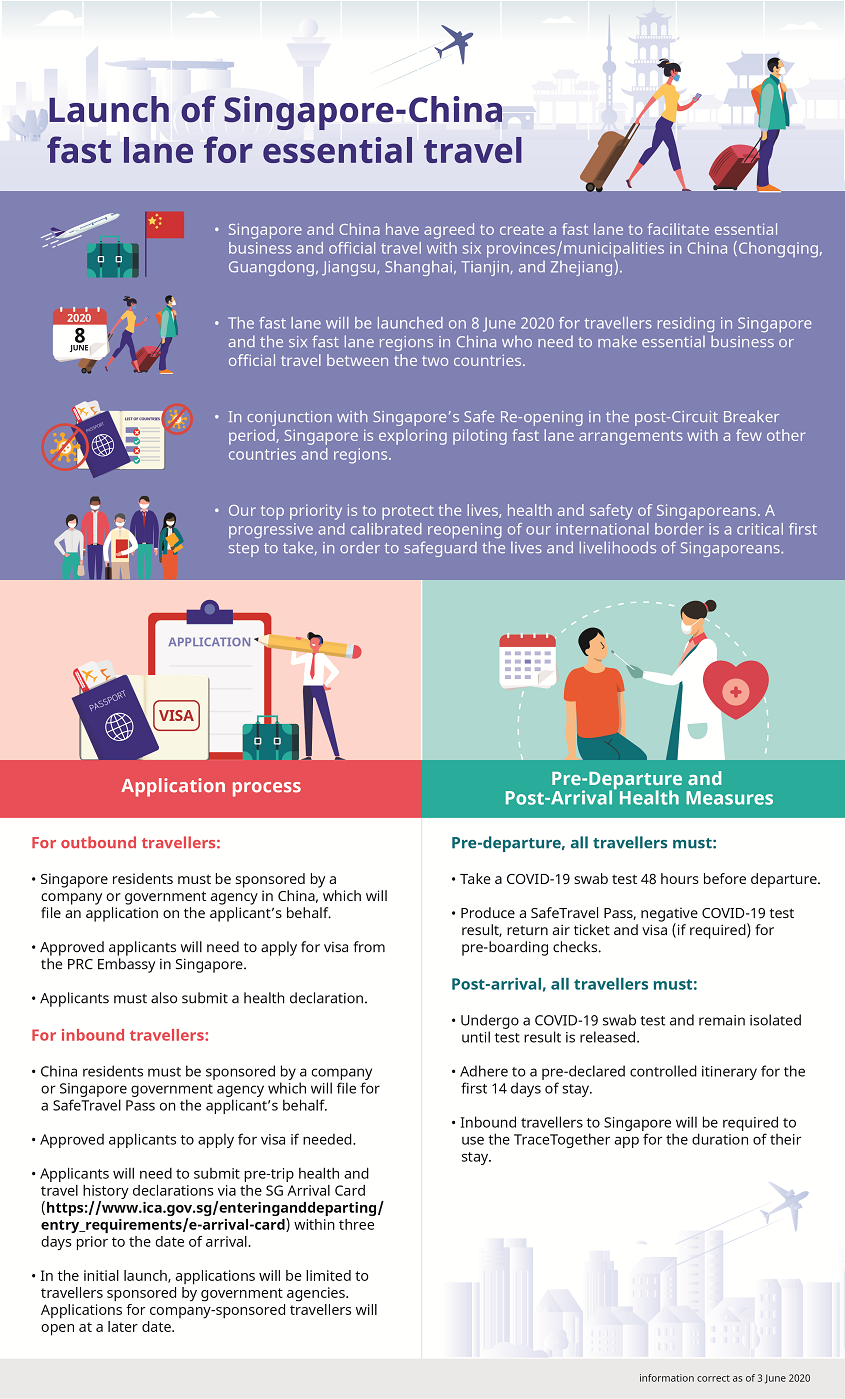 Launch of Singapore-China
fast lane for essential travel
• Singapore and China have agreed to create a fast lane to facilitate essential
business and official travel with six provinces/municipalities in China (Chongqing,
Guangdong, Jiangsu, Shanghai, Tianjin, and Zhejiang).
2020
8
JUNE
• The fast lane will be launched on 8 June 2020 for travellers residing in Singapore
and the six fast lane regions in China who need to make essential business or
official travel between the two countries.
PASSPORT
LIST OF COUNTRIES
• In conjunction with Singapore's Safe Re-opening in the post-Circuit Breaker
period, Singapore is exploring piloting fast lane arrangements with a few other
countries and regions.
• Our top priority is to protect the lives, health and safety of Singaporeans. A
progressive and calibrated reopening of our international border is a critical first
step to take, in order to safeguard the lives and livelihoods of Singaporeans.
APPLICATION
PASSPORT
VISA
Application process
For outbound travellers:
• Singapore residents must be sponsored by a
company or government agency in China, which will
file an application on the applicant's behalf.
• Approved applicants will need to apply for visa from
the PRC Embassy in Singapore.
• Applicants must also submit a health declaration.
For inbound travellers:
• China residents must be sponsored by a company
or Singapore government agency which will file for
a SafeTravel Pass on the applicant's behalf.
• Approved applicants to apply for visa if needed.
• Applicants will need to submit pre-trip health and
travel history declarations via the SG Arrival Card
(https://www.ica.gov.sg/enteringanddeparting/
entry_requirements/e-arrival-card) within three
days prior to the date of arrival.
• In the initial launch, applications will be limited to
travellers sponsored by government agencies.
Applications for company-sponsored travellers will
open at a later date.
Pre-Departure and
Post-Arrival Health Measures
Pre-departure, all travellers must:
• Take a COVID-19 swab test 48 hours before departure.
• Produce a SafeTravel Pass, negative COVID-19 test
result, return air ticket and visa (if required) for
pre-boarding checks.
Post-arrival, all travellers must:
• Undergo a COVID-19 swab test and remain isolated
until test result is released.
• Adhere to a pre-declared controlled itinerary for the
first 14 days of stay.
• Inbound travellers to Singapore will be required to
use the TraceTogether app for the duration of their
stay.
information correct as of 3 June 2020